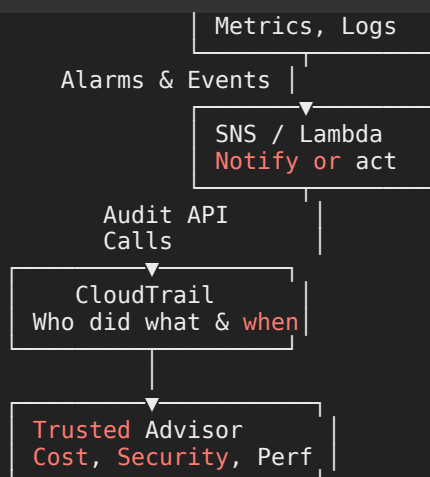 Metrics, Logs
Alarms & Events
SNS / Lambda
Notify or act
Audit API
Calls
CloudTrail
Who did what & when
Trusted Advisor
Cost, Security, Perf